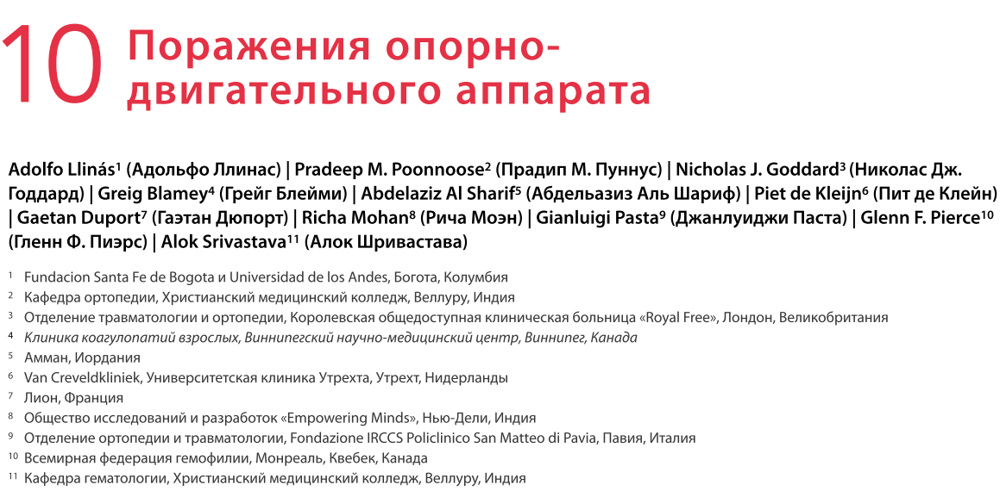 10 Поражения опорно-
двигательного аппарата
Adolfo Llinás¹ (Адольфо Ллинас) | Pradeep M. Poonnoose² (Прадип М. Пуннус) | Nicholas J. Goddard³ (Николас Дж.
Годдард) | Greig Blamey⁴ (Грейг Блейми) | Abdelaziz Al Sharif⁵ (Абдельазиз Аль Шариф) | Piet de Kleijn⁶ (Пит де Клейн)
| Gaetan Duport⁷ (Гаэтан Дюпорт) | Richa Mohan⁸ (Рича Моэн) | Gianluigi Pasta⁹ (Джанлуиджи Паста) | Glenn F. Pierce¹⁰
(Гленн Ф. Пиэрс) | Alok Srivastava¹¹ (Алок Шривастава)
¹ Fundacion Santa Fe de Bogota и Universidad de los Andes, Богота, Колумбия
² Кафедра ортопедии, Христианский медицинский колледж, Веллуру, Индия
³ Отделение травматологии и ортопедии, Королевская общедоступная клиническая больница «Royal Free», Лондон, Великобритания
⁴ Клиника коагулопатий взрослых, Виннипегский научно-медицинский центр, Виннипег, Канада
⁵ Амман, Иордания
⁶ Van Creveldkliniek, Университетская клиника Утрехта, Утрехт, Нидерланды
⁷ Лион, Франция
⁸ Общество исследований и разработок «Empowering Minds», Нью-Дели, Индия
⁹ Отделение ортопедии и травматологии, Fondazione IRCCS Policlinico San Matteo di Pavia, Павия, Италия
¹⁰ Всемирная федерация гемофилии, Монреаль, Квебек, Канада
¹¹ Кафедра гематологии, Христианский медицинский колледж, Веллуру, Индия